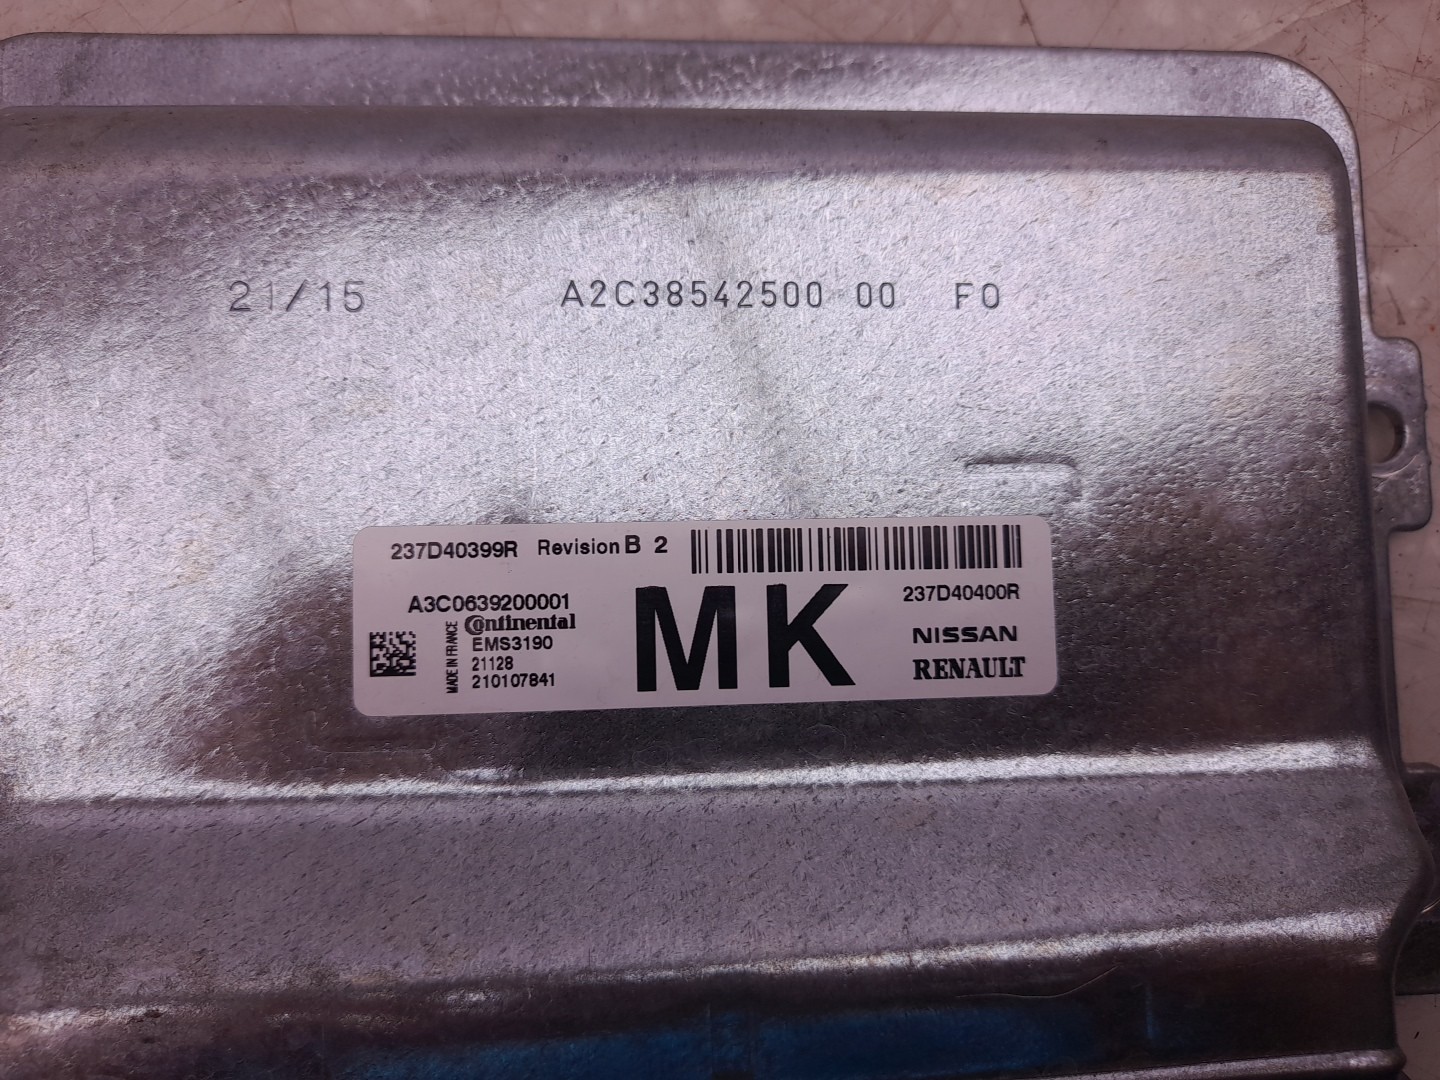 21/15 A2C38542500 00 F0
237D40399R Revision B 2
A3C0639200001
Continental
EMS3190
21128
210107841
MADE IN FRANCE
MK
237D40400R
NISSAN
RENAULT